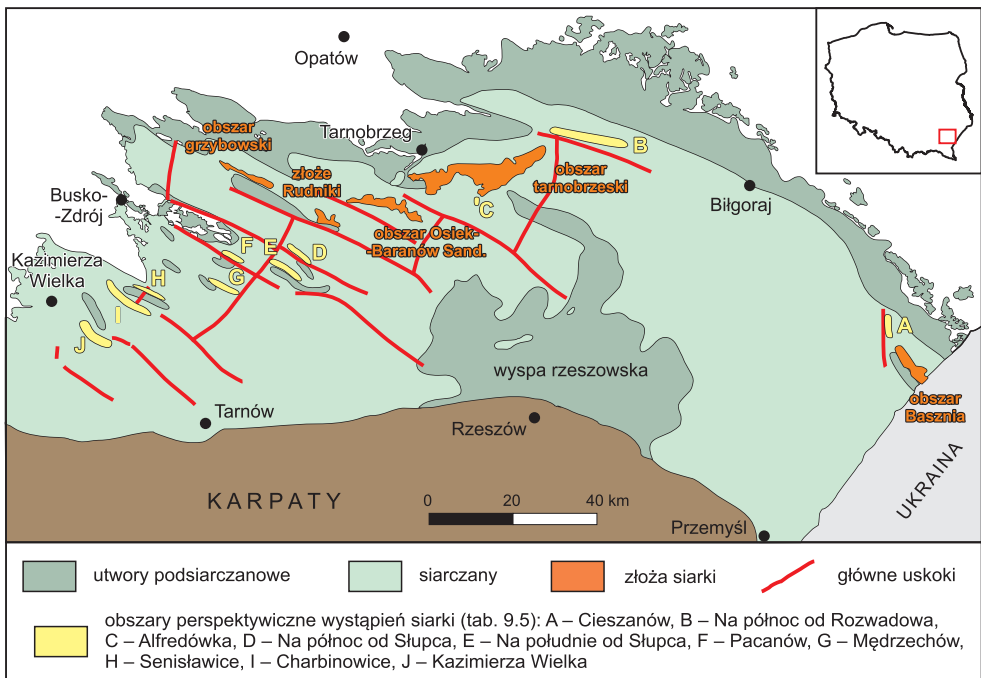 Opatów
Tarnobrzeg
obszar
grzybowski
złoże
Rudniki
B
obszar
tarnobrzeski
C
Busko-
-Zdrój
Biłgoraj
obszar Osiek-
-Baranów Sand.
F
E
D
G
Kazimierza
Wielka
H
I
J
A
wyspa rzeszowska
obszar
Basznia
Tarnów
Rzeszów
KARPATY
0 20 40 km
UKRAINA
Przemyśl
utwory podsiarczanowe
siarczany
złoża siarki
główne uskoki
obszary perspektywiczne wystąpień siarki (tab. 9.5): A – Cieszanów, B – Na północ od Rozwadowa,
C – Alfredówka, D – Na północ od Słupca, E – Na południe od Słupca, F – Pacanów, G – Mędrzechów,
H – Senisławice, I – Charbinowice, J – Kazimierza Wielka